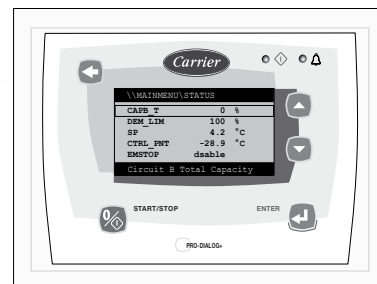 Carrier
\\MAINMENU\STATUS
CAPB_T 0 %
DEM_LIM 100 %
SP 4.2 °C
CTRL_PNT -28.9 °C
EMSTOP dsable
Circuit B Total Capacity
START/STOP
ENTER
PRO-DIALOG+